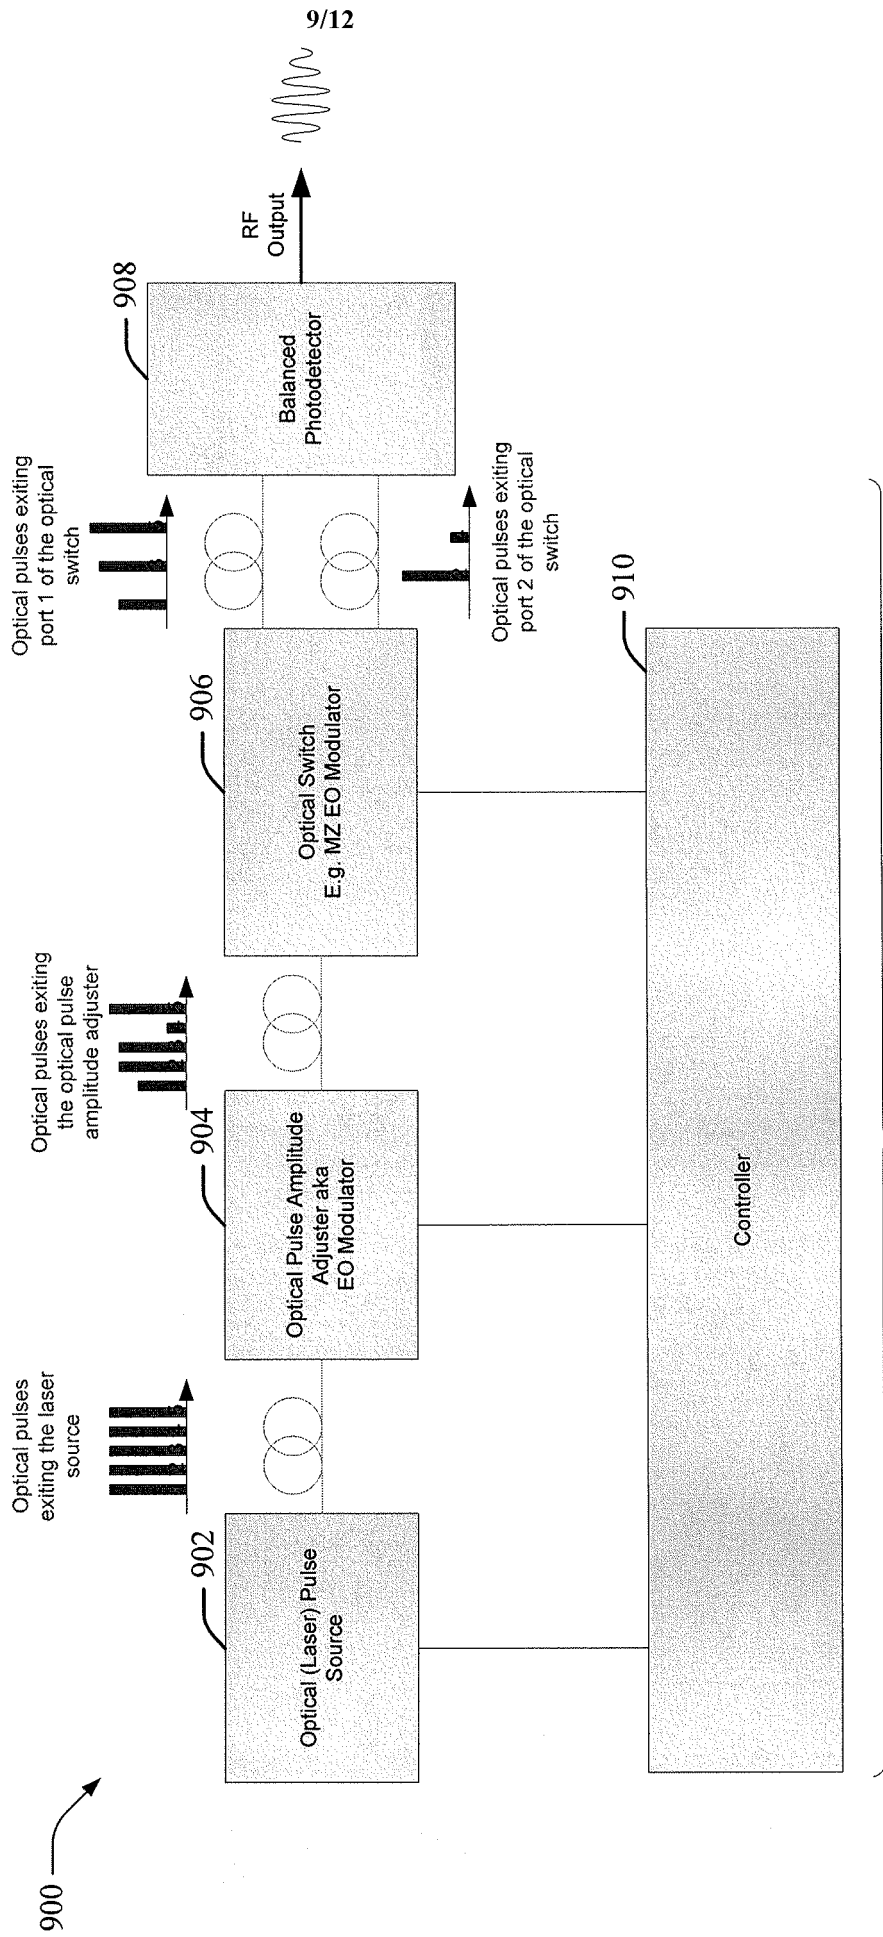 9/12
900
Optical pulses
exiting the laser
source
902
Optical (Laser) Pulse
Source
Optical pulses exiting
the optical pulse
amplitude adjuster
904
Optical Pulse Amplitude
Adjuster aka
EO Modulator
906
Optical Switch
E.g. MZ EO Modulator
Optical pulses exiting
port 1 of the optical
switch
Optical pulses exiting
port 2 of the optical
switch
908
Balanced
Photodetector
RF
Output
910
Controller